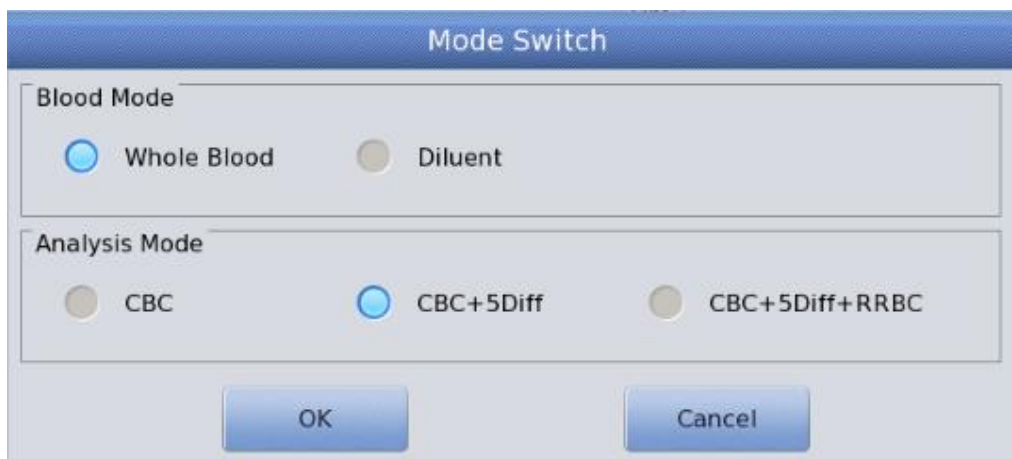 Mode Switch
Blood Mode
Whole Blood Diluent
Analysis Mode
CBC CBC+5Diff CBC+5Diff+RRBC
OK Cancel